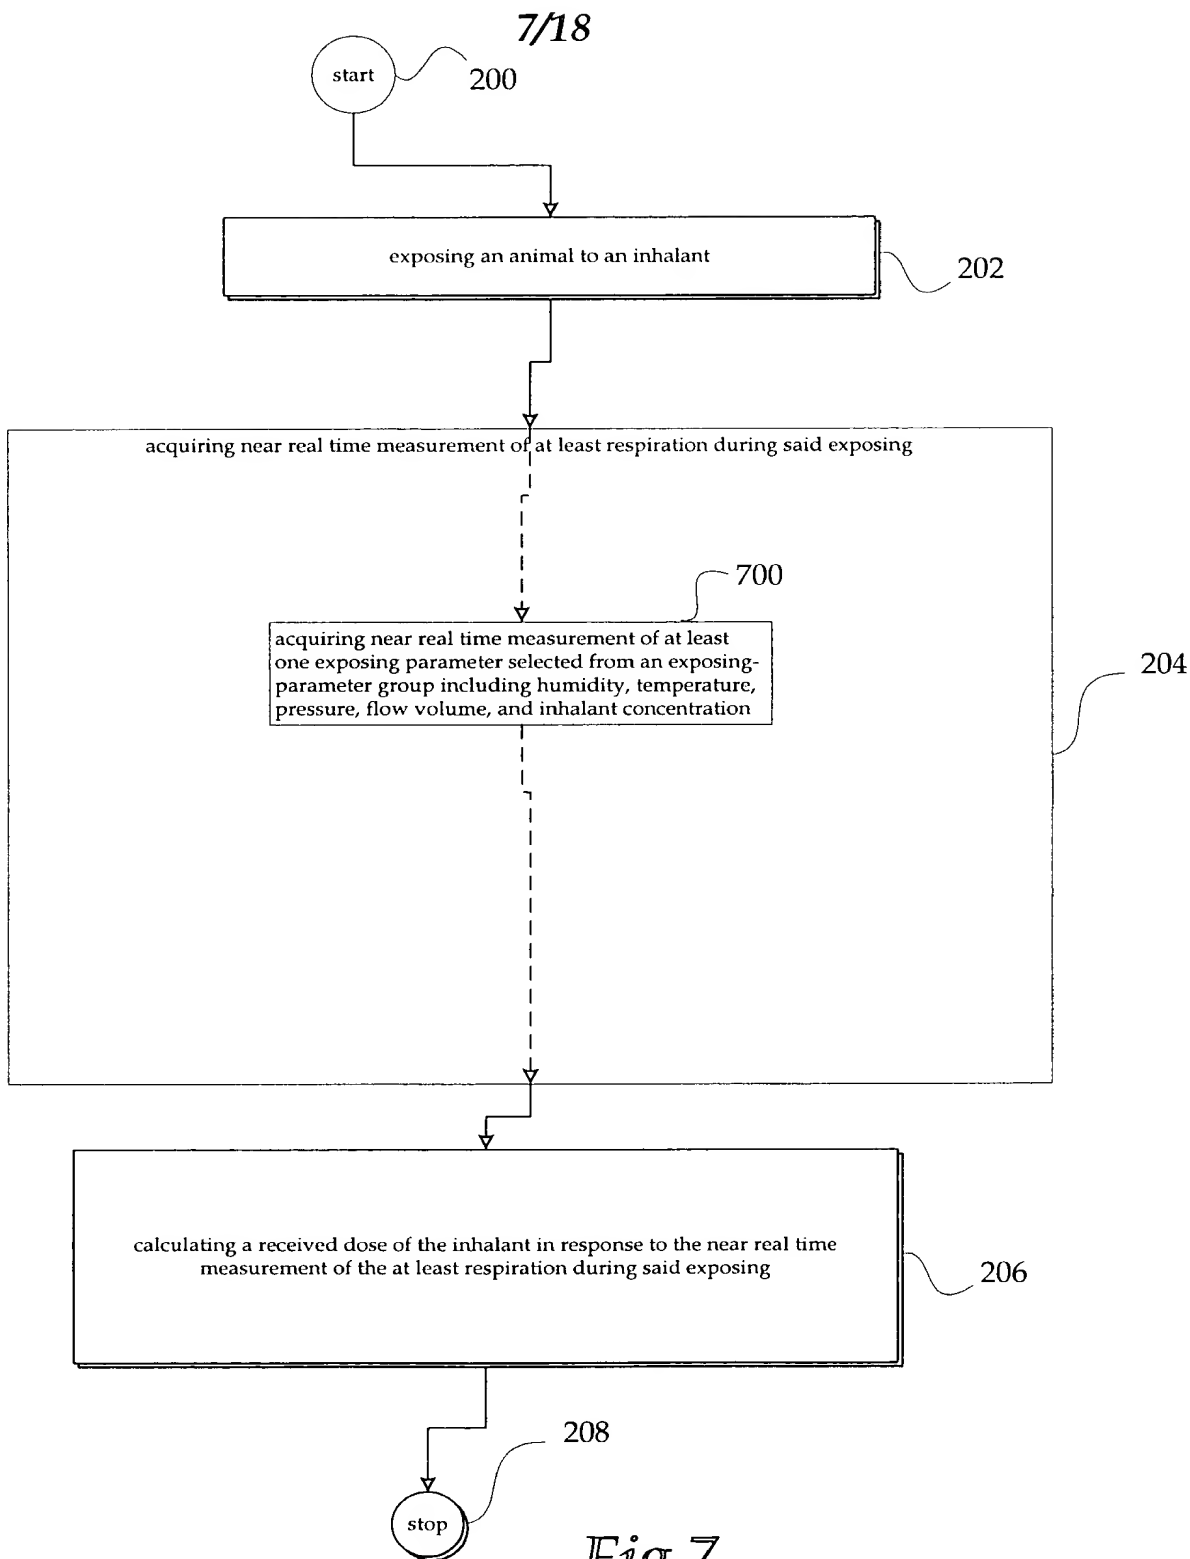 7/18
start
200
exposing an animal to an inhalant
202
acquiring near real time measurement of at least respiration during said exposing
700
acquiring near real time measurement of at least
one exposing parameter selected from an exposing-
parameter group including humidity, temperature,
pressure, flow volume, and inhalant concentration
204
calculating a received dose of the inhalant in response to the near real time
measurement of the at least respiration during said exposing
206
208
stop
Fig 7